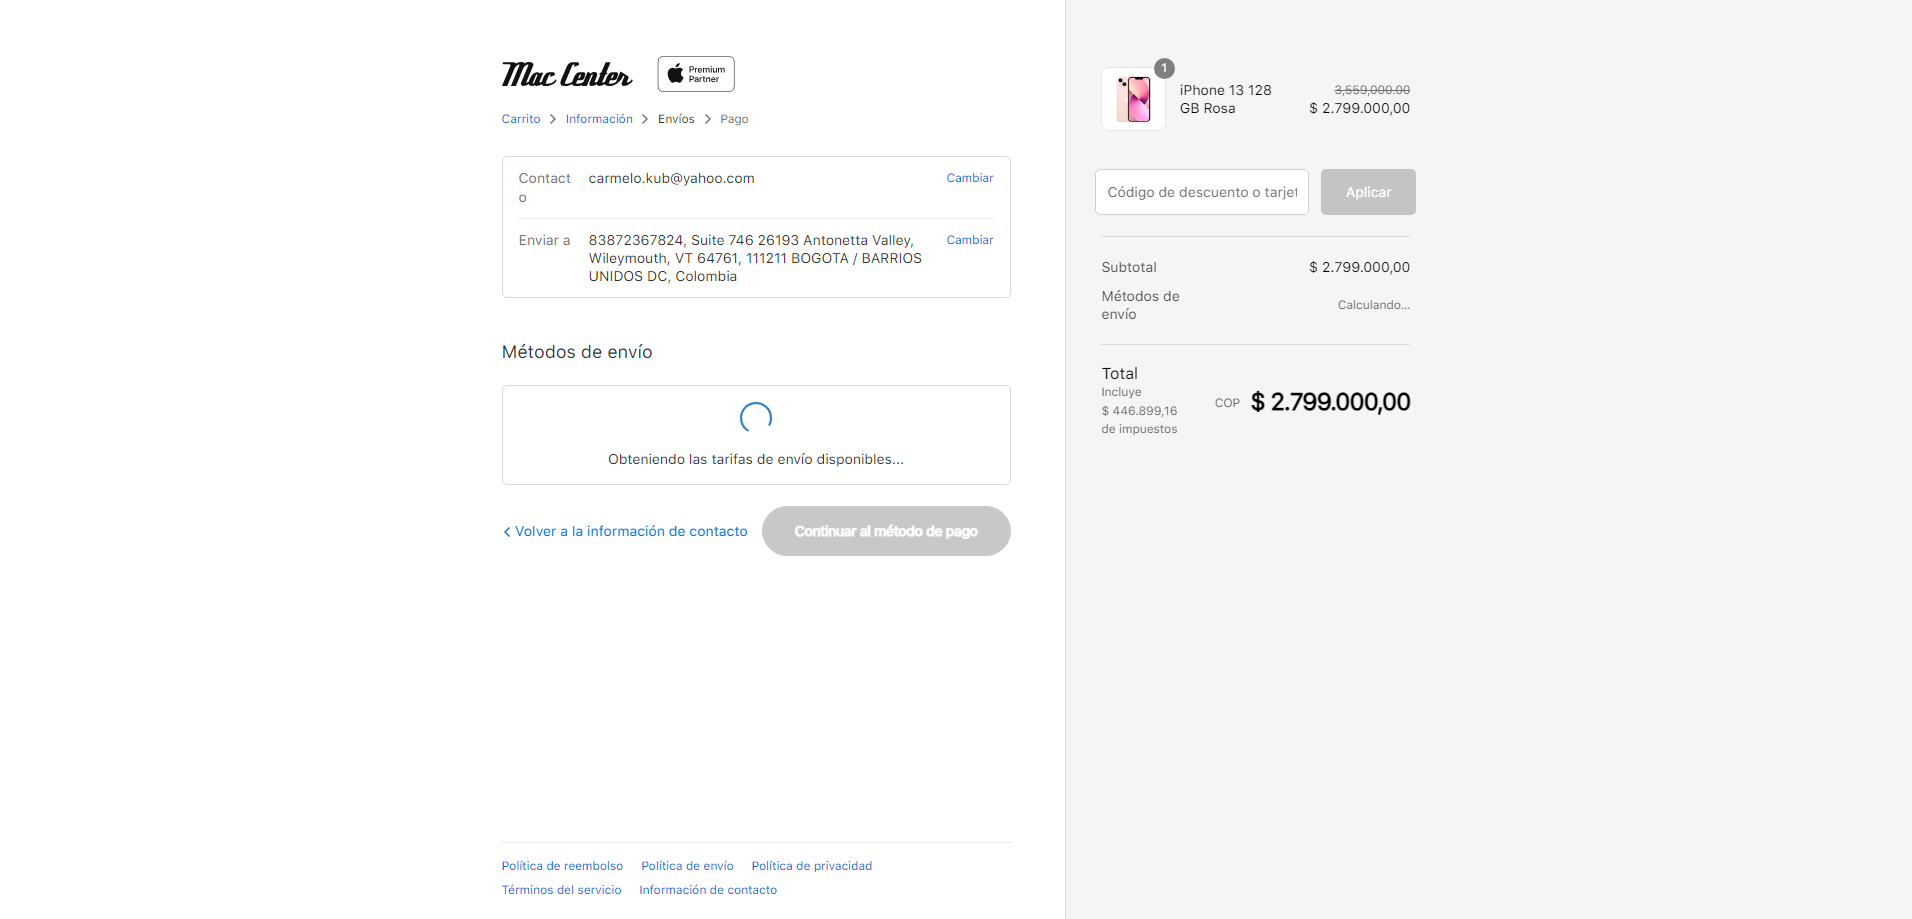 Mac Center
Premium
Partner
Carrito
Información
Envíos
Pago
Contact
o
carmelo.kub@yahoo.com
Cambiar
Enviar a
83872367824, Suite 746 26193 Antonetta Valley,
Wileymouth, VT 64761, 111211 BOGOTA / BARRIOS
UNIDOS DC, Colombia
Cambiar
Métodos de envío
Obteniendo las tarifas de envío disponibles...
Volver a la información de contacto
Continuar al método de pago
Política de reembolso
Política de envío
Política de privacidad
Términos del servicio
Información de contacto
1
iPhone 13 128
GB Rosa
3,559,000.00
$ 2.799.000,00
Código de descuento o tarjet
Aplicar
Subtotal
$ 2.799.000,00
Métodos de
envío
Calculando...
Total
Incluye
$ 446.899,16
de impuestos
COP
$ 2.799.000,00